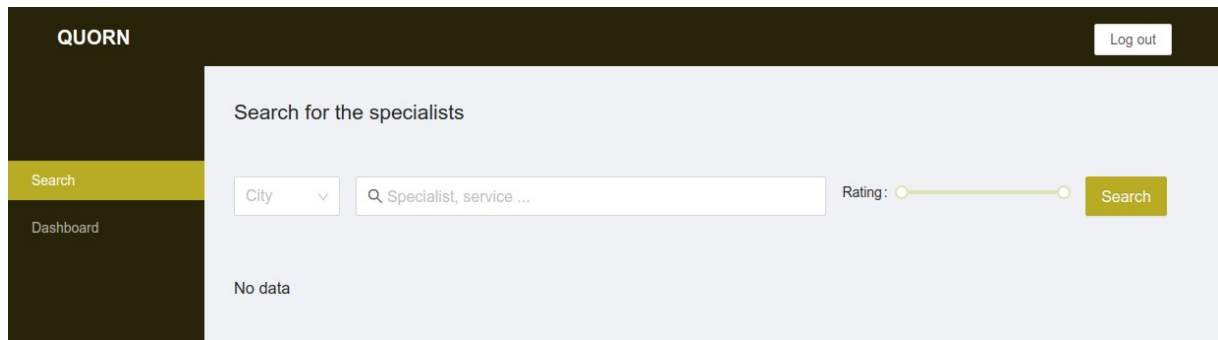 QUORN
Log out
Search for the specialists
Search
Dashboard
City
Specialist, service ...
Rating:
Search
No data